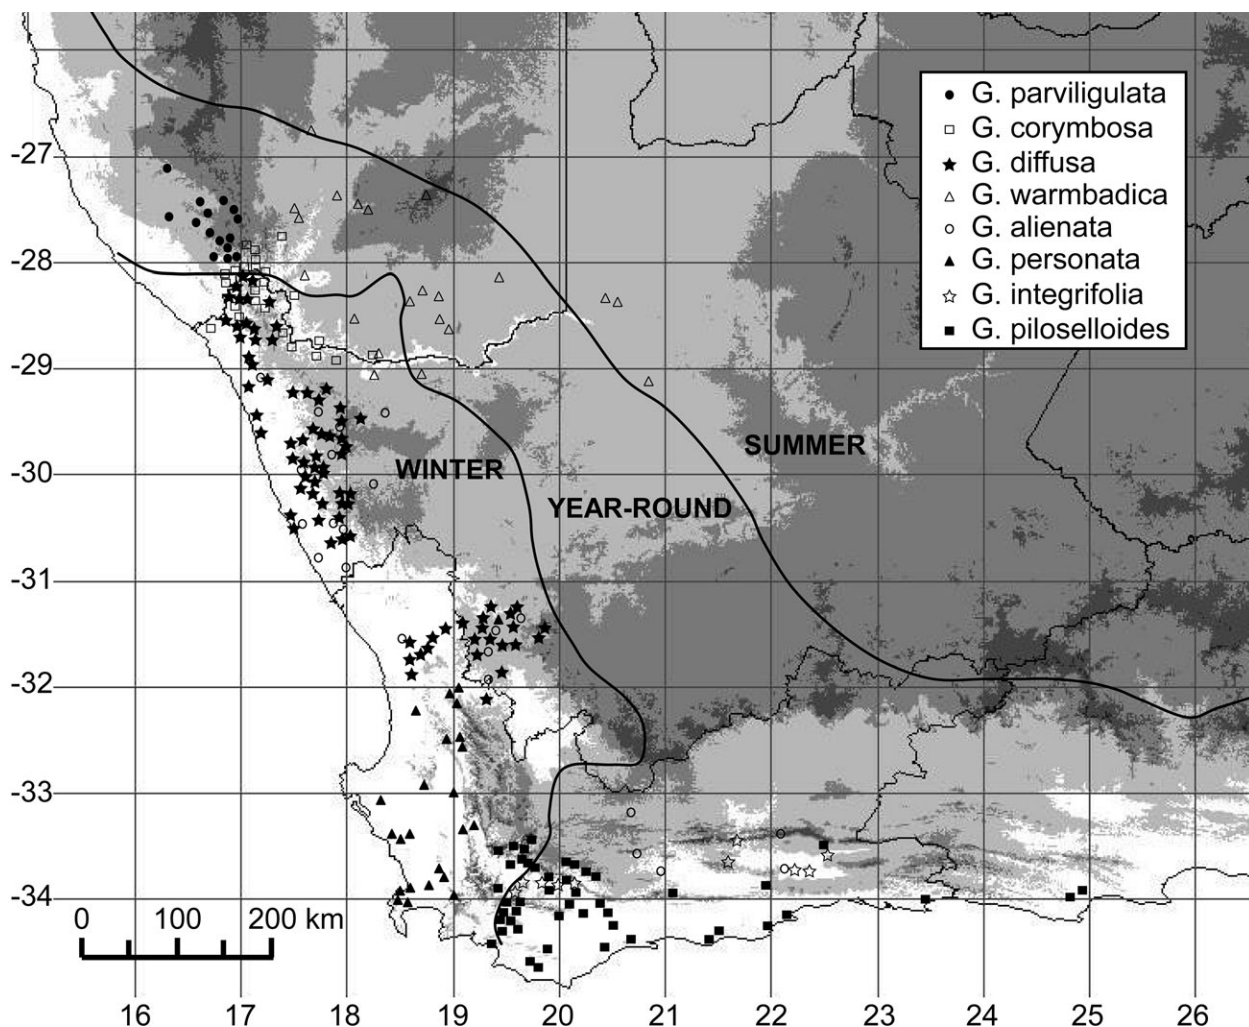 G. parviligulata
G. corymbosa
G. diffusa
G. warmbadica
G. alienata
G. personata
G. integrifolia
G. piloselloides
-27
-28
-29
-30
-31
-32
-33
-34
WINTER
YEAR-ROUND
SUMMER
0 100 200 km
16 17 18 19 20 21 22 23 24 25 26